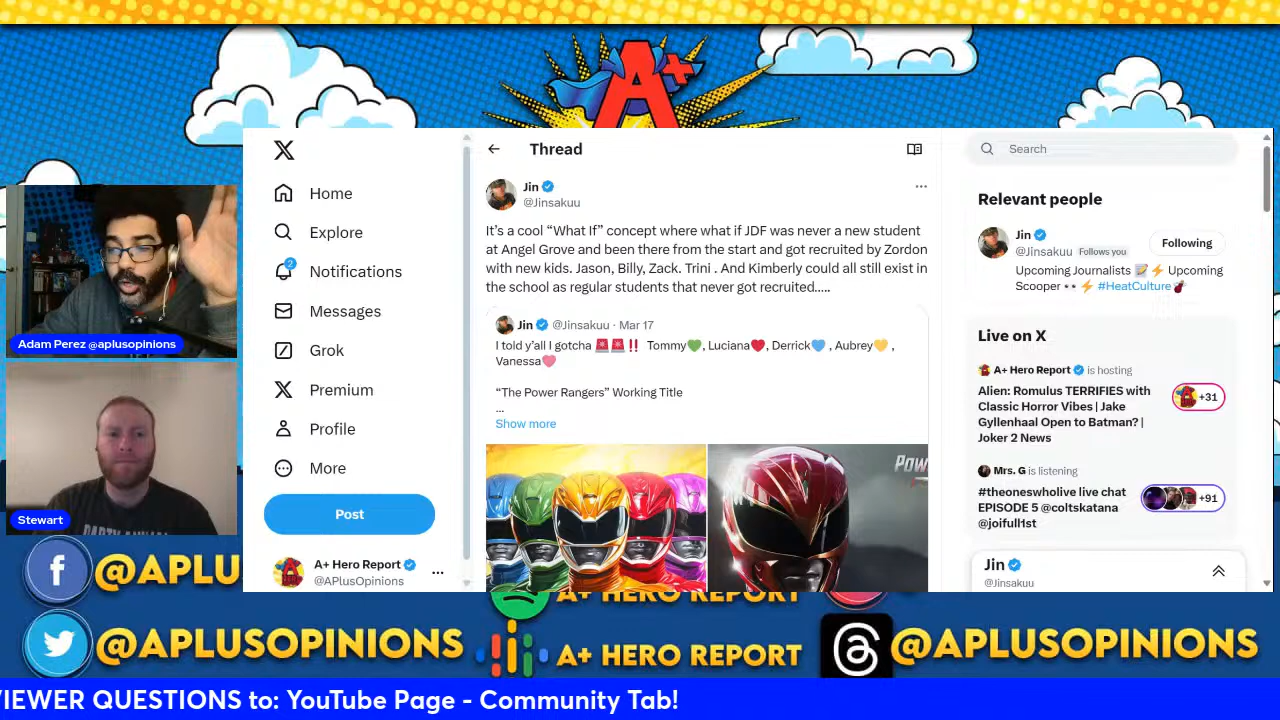 A+
Adam Perez @aplusopinions
Stewart
Home
Explore
2
Notifications
Messages
Grok
Premium
Profile
More
Post
A+ Hero Report
@APlusOpinions
Thread
Jin
@Jinsakuu
It's a cool “What If” concept where what if JDF was never a new student
at Angel Grove and been there from the start and got recruited by Zordon
with new kids. Jason, Billy, Zack. Trini . And Kimberly could all still exist in
the school as regular students that never got recruited.....
Jin @Jinsakuu · Mar 17
I told y'all I gotcha 🚨🚨‼️ Tommy💚, Luciana❤️, Derrick💙 , Aubrey💛 ,
Vanessa🩷
“The Power Rangers” Working Title
...
Show more
Search
Relevant people
Jin
@Jinsakuu Follows you
Following
Upcoming Journalists 📝⚡ Upcoming
Scooper 👀 ⚡ #HeatCulture
Live on X
A+ Hero Report is hosting
Alien: Romulus TERRIFIES with
Classic Horror Vibes | Jake
Gyllenhaal Open to Batman? |
Joker 2 News
+31
Mrs. G is listening
#theoneswholive live chat
EPISODE 5 @coltskatana
@joifull1st
+91
Jin
@Jinsakuu
@APLU
A+ HERO REPORT
@APLUSOPINIONS
A+ HERO REPORT
@APLUSOPINIONS
VIEWER QUESTIONS to: YouTube Page - Community Tab!